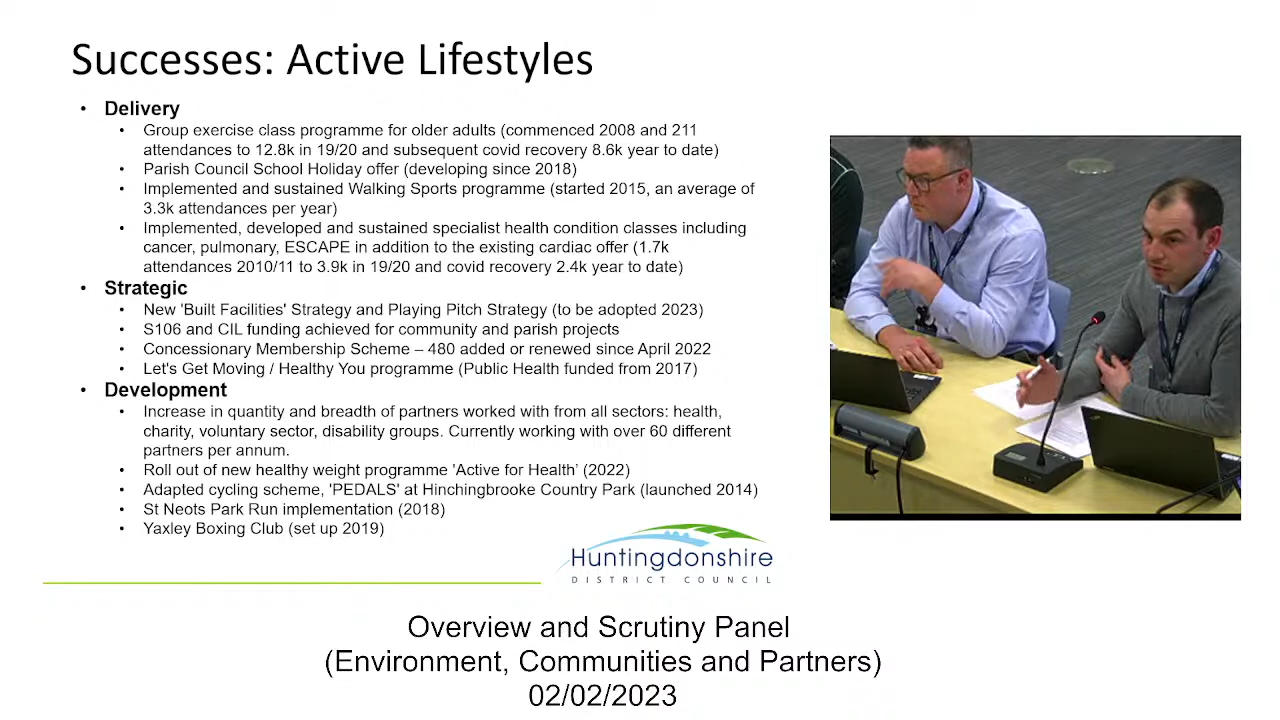 Successes: Active Lifestyles
• Delivery
• Group exercise class programme for older adults (commenced 2008 and 211
attendances to 12.8k in 19/20 and subsequent covid recovery 8.6k year to date)
• Parish Council School Holiday offer (developing since 2018)
• Implemented and sustained Walking Sports programme (started 2015, an average of
3.3k attendances per year)
• Implemented, developed and sustained specialist health condition classes including
cancer, pulmonary, ESCAPE in addition to the existing cardiac offer (1.7k
attendances 2010/11 to 3.9k in 19/20 and covid recovery 2.4k year to date)
• Strategic
• New 'Built Facilities' Strategy and Playing Pitch Strategy (to be adopted 2023)
• S106 and CIL funding achieved for community and parish projects
• Concessionary Membership Scheme – 480 added or renewed since April 2022
• Let's Get Moving / Healthy You programme (Public Health funded from 2017)
• Development
• Increase in quantity and breadth of partners worked with from all sectors: health,
charity, voluntary sector, disability groups. Currently working with over 60 different
partners per annum.
• Roll out of new healthy weight programme 'Active for Health' (2022)
• Adapted cycling scheme, 'PEDALS' at Hinchingbrooke Country Park (launched 2014)
• St Neots Park Run implementation (2018)
• Yaxley Boxing Club (set up 2019)
Huntingdonshire
DISTRICT COUNCIL
Overview and Scrutiny Panel
(Environment, Communities and Partners)
02/02/2023